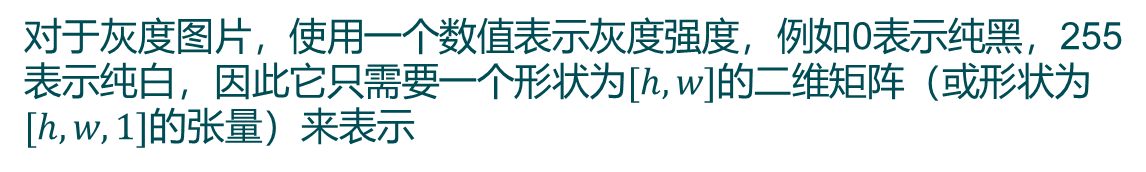 对于灰度图片，使用一个数值表示灰度强度，例如0表示纯黑，255
表示纯白，因此它只需要一个形状为[h, w]的二维矩阵（或形状为
[h, w, 1]的张量）来表示